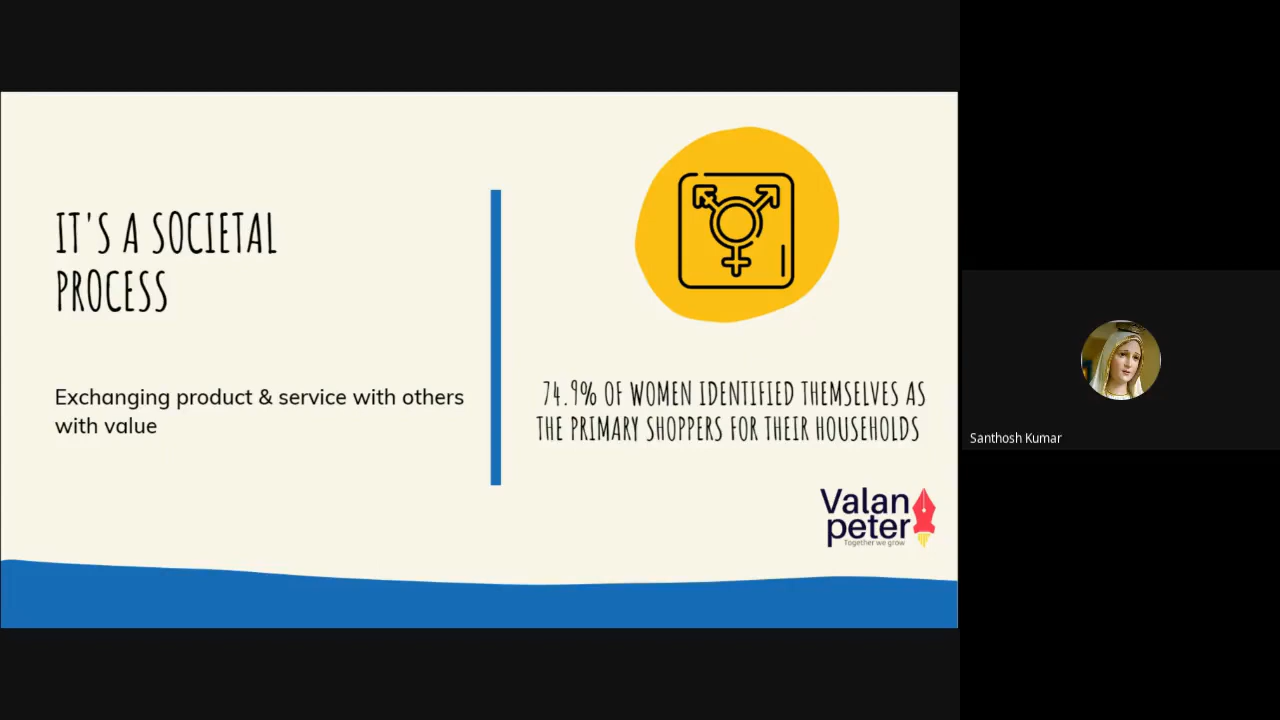 IT'S A SOCIETAL
PROCESS
Exchanging product & service with others
with value
74.9% OF WOMEN IDENTIFIED THEMSELVES AS
THE PRIMARY SHOPPERS FOR THEIR HOUSEHOLDS
Valan
peter
Together we grow
Santhosh Kumar